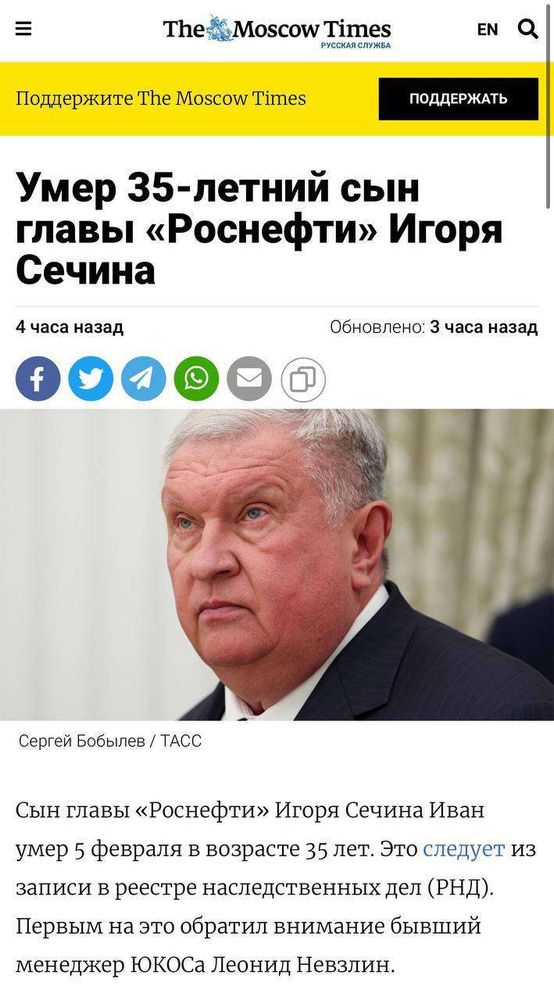 The Moscow Times
РУССКАЯ СЛУЖБА
EN
Поддержите The Moscow Times
ПОДДЕРЖАТЬ
Умер 35-летний сын
главы «Роснефти» Игоря
Сечина
4 часа назад
Обновлено: 3 часа назад
Сергей Бобылев / ТАСС
Сын главы «Роснефти» Игоря Сечина Иван
умер 5 февраля в возрасте 35 лет. Это следует из
записи в реестре наследственных дел (РНД).
Первым на это обратил внимание бывший
менеджер ЮКОСа Леонид Невзлин.